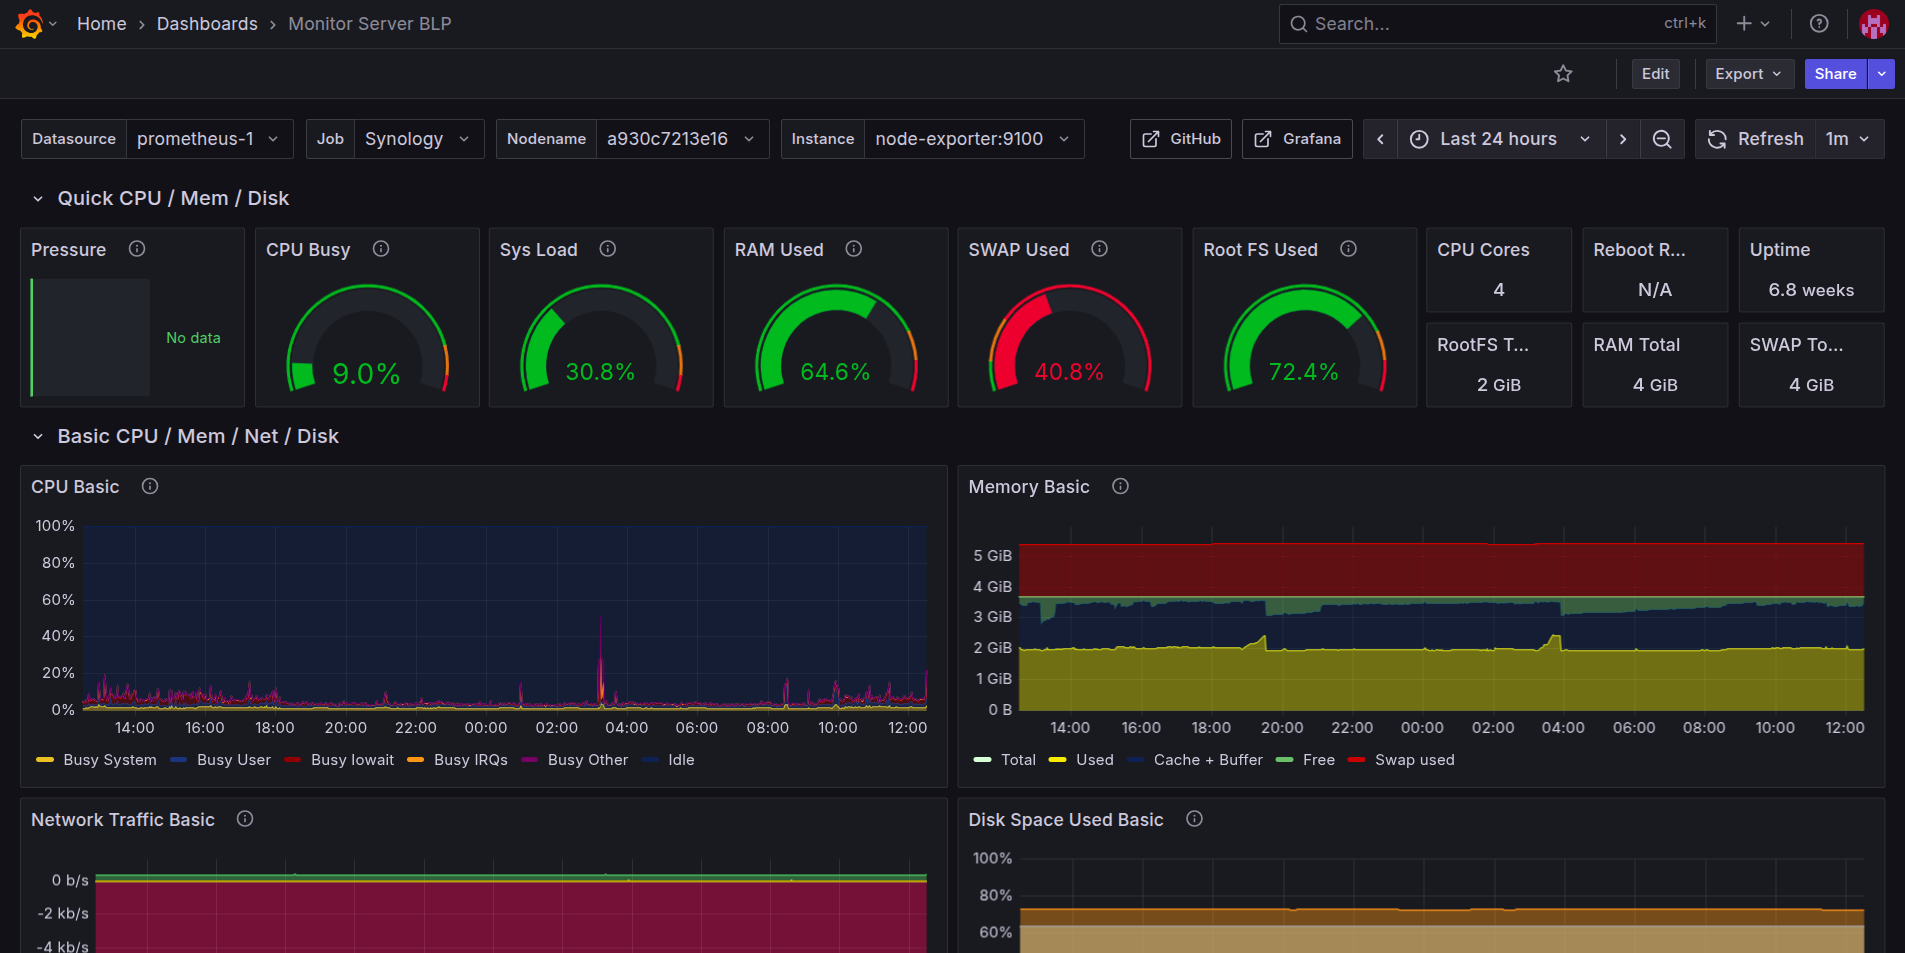 Home › Dashboards › Monitor Server BLP
Search... ctrl+k
Edit Export Share
Datasource prometheus-1 Job Synology Nodename a930c7213e16 Instance node-exporter:9100 GitHub Grafana Last 24 hours Refresh 1m
Quick CPU / Mem / Disk
Pressure
No data
CPU Busy
9.0%
Sys Load
30.8%
RAM Used
64.6%
SWAP Used
40.8%
Root FS Used
72.4%
CPU Cores
4
Reboot R...
N/A
Uptime
6.8 weeks
RootFS T...
2 GiB
RAM Total
4 GiB
SWAP To...
4 GiB
Basic CPU / Mem / Net / Disk
CPU Basic
100%
80%
60%
40%
20%
0%
14:00 16:00 18:00 20:00 22:00 00:00 02:00 04:00 06:00 08:00 10:00 12:00
Busy System Busy User Busy Iowait Busy IRQs Busy Other Idle
Memory Basic
5 GiB
4 GiB
3 GiB
2 GiB
1 GiB
0 B
14:00 16:00 18:00 20:00 22:00 00:00 02:00 04:00 06:00 08:00 10:00 12:00
Total Used Cache + Buffer Free Swap used
Network Traffic Basic
0 b/s
-2 kb/s
-4 kb/s
Disk Space Used Basic
100%
80%
60%